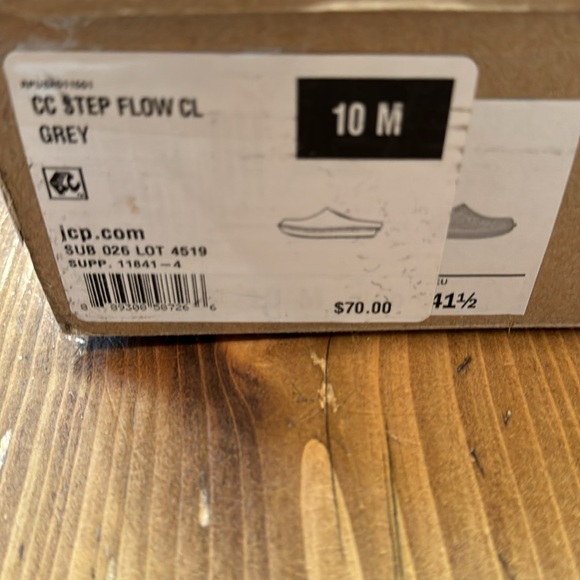 CC STEP FLOW CL
GREY
10 M
jcp.com
SUB 026 LOT 4519
SUPP. 11841-4
$70.00
41½